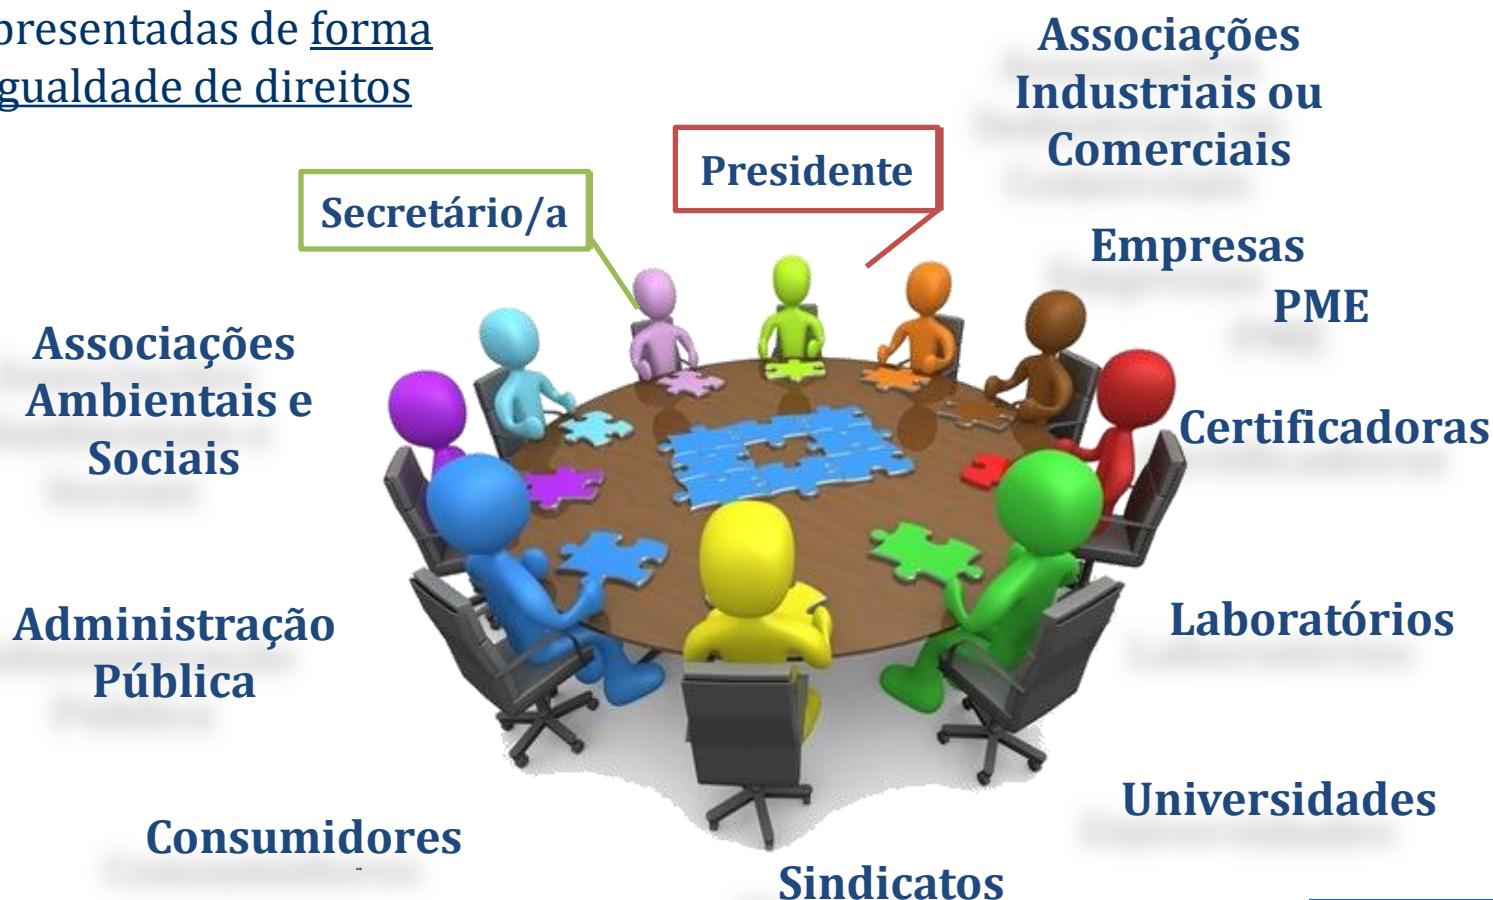 presentadas de forma
gualdade de direitos
Associações
Industriais ou
Comerciais
Presidente
Secretário/a
Empresas
PME
Associações
Ambientais e
Sociais
Certificadoras
Administração
Pública
Laboratórios
Universidades
Consumidores
Sindicatos